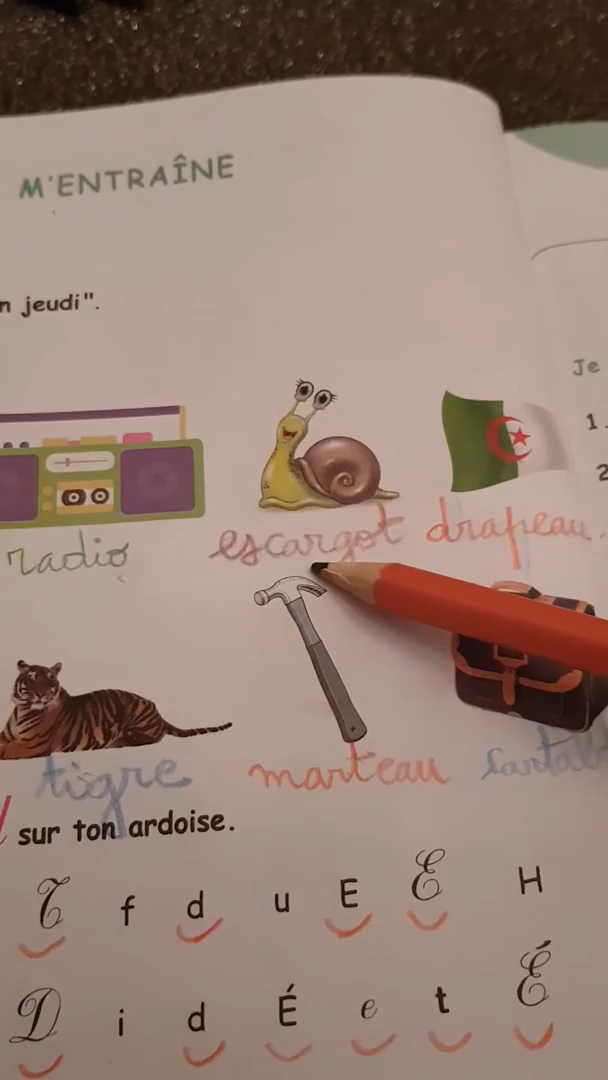 M'ENTRAÎNE
n jeudi".
Je
1.
2
radio escargot drapeau
tigre marteau
sur ton ardoise.
T f d u E E H
D i d É e t É